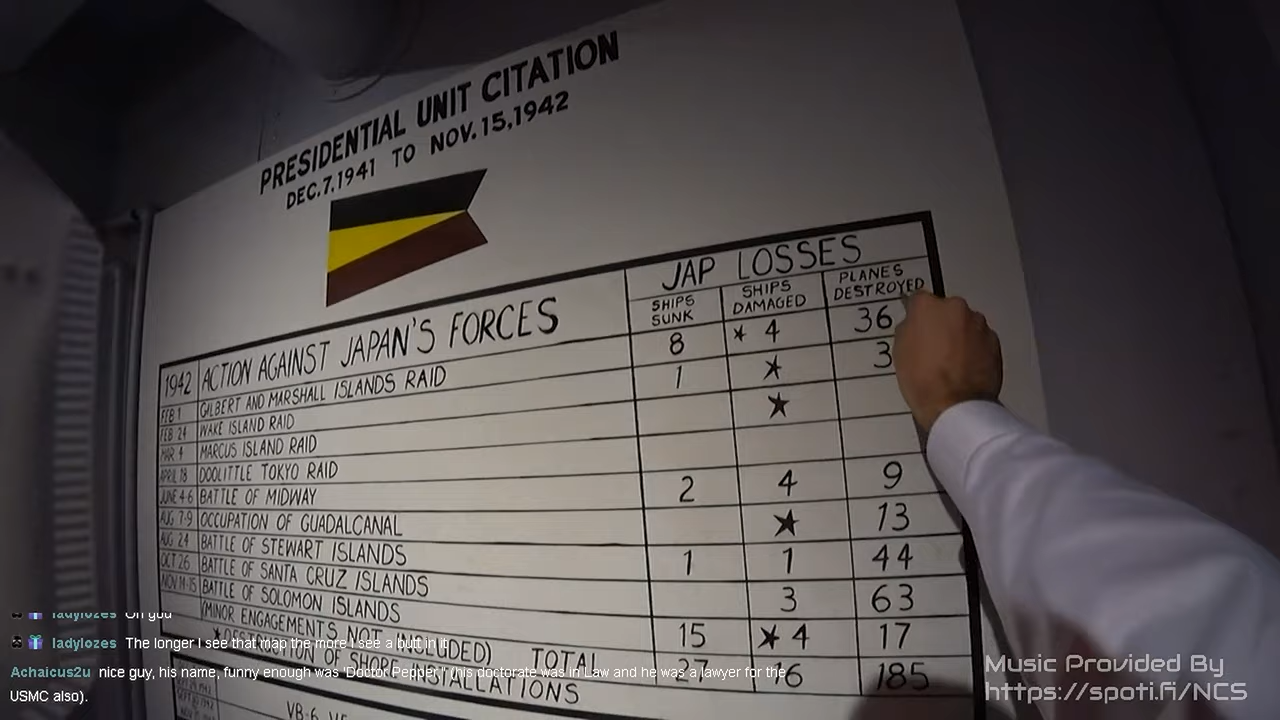 PRESIDENTIAL UNIT CITATION
DEC.7,1941 TO NOV.15,1942
JAP LOSSES
1942 ACTION AGAINST JAPAN'S FORCES SHIPS SUNK SHIPS DAMAGED PLANES DESTROYED
FEB 1 GILBERT AND MARSHALL ISLANDS RAID 8 * 4 36
FEB 24 WAKE ISLAND RAID 1 ★ 3
MAR 4 MARCUS ISLAND RAID ★
APRIL 18 DOOLITTLE TOKYO RAID
JUNE 4-6 BATTLE OF MIDWAY 2 4 9
AUG 7-9 OCCUPATION OF GUADALCANAL ★ 13
AUG 24 BATTLE OF STEWART ISLANDS 1 1 44
OCT 26 BATTLE OF SANTA CRUZ ISLANDS 3 63
NOV 14-15 BATTLE OF SOLOMON ISLANDS 15 ★ 4 17
(MINOR ENGAGEMENTS NOT INCLUDED) TOTAL 27 16 185
*DESTRUCTION OF SHORE INSTALLATIONS
VB-6
ladylozes Oh you
ladylozes The longer I see that map the more I see a butt in it
Achaicus2u nice guy, his name, funny enough was 'Doctor Pepper' (his doctorate was in Law and he was a lawyer for the
USMC also).
Music Provided By
https://spoti.fi/NCS